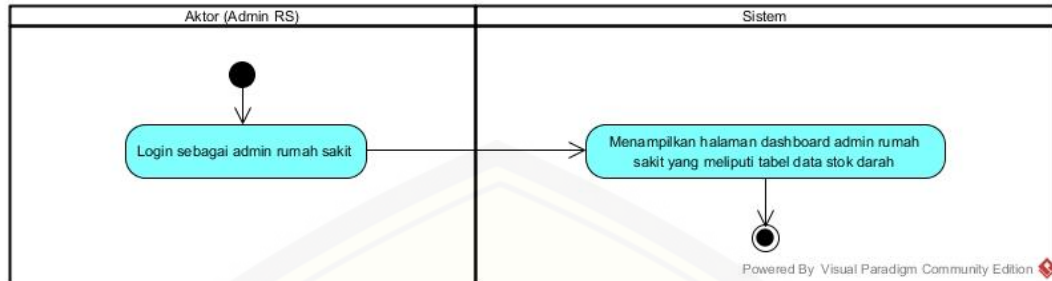 Aktor (Admin RS)
Sistem
Login sebagai admin rumah sakit
Menampilkan halaman dashboard admin rumah
sakit yang meliputi tabel data stok darah
Powered By Visual Paradigm Community Edition